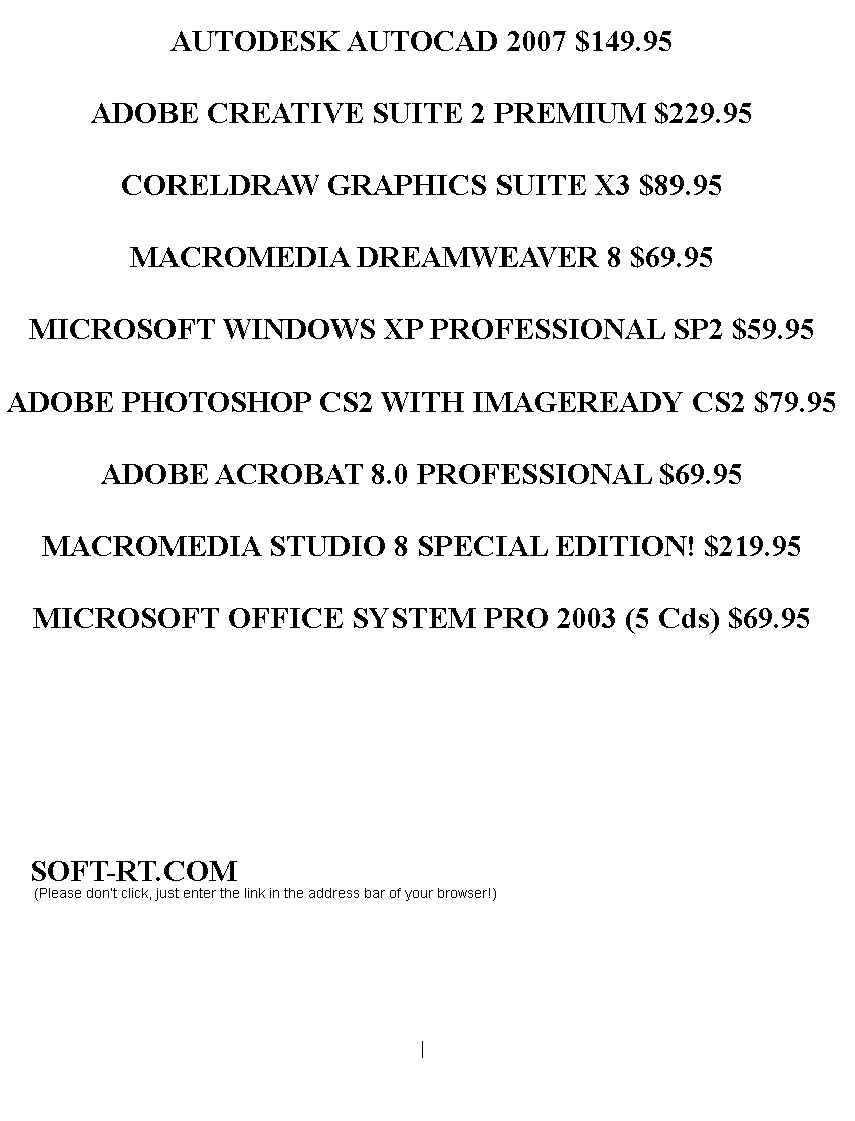 AUTODESK AUTOCAD 2007 $149.95
ADOBE CREATIVE SUITE 2 PREMIUM $229.95
CORELDRAW GRAPHICS SUITE X3 $89.95
MACROMEDIA DREAMWEAVER 8 $69.95
MICROSOFT WINDOWS XP PROFESSIONAL SP2 $59.95
ADOBE PHOTOSHOP CS2 WITH IMAGEREADY CS2 $79.95
ADOBE ACROBAT 8.0 PROFESSIONAL $69.95
MACROMEDIA STUDIO 8 SPECIAL EDITION! $219.95
MICROSOFT OFFICE SYSTEM PRO 2003 (5 Cds) $69.95
SOFT-RT.COM
(Please don't click, just enter the link in the address bar of your browser!)
|